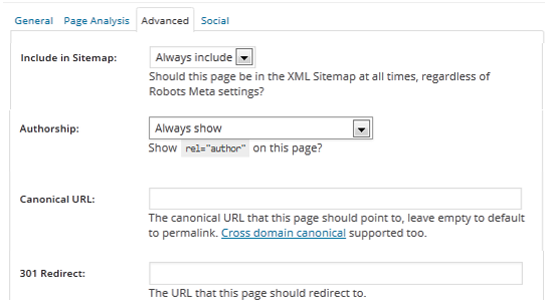 General Page Analysis Advanced Social
Include in Sitemap: Always include
Should this page be in the XML Sitemap at all times, regardless of
Robots Meta settings?
Authorship: Always show
Show rel="author" on this page?
Canonical URL:
The canonical URL that this page should point to, leave empty to default
to permalink. Cross domain canonical supported too.
301 Redirect:
The URL that this page should redirect to.